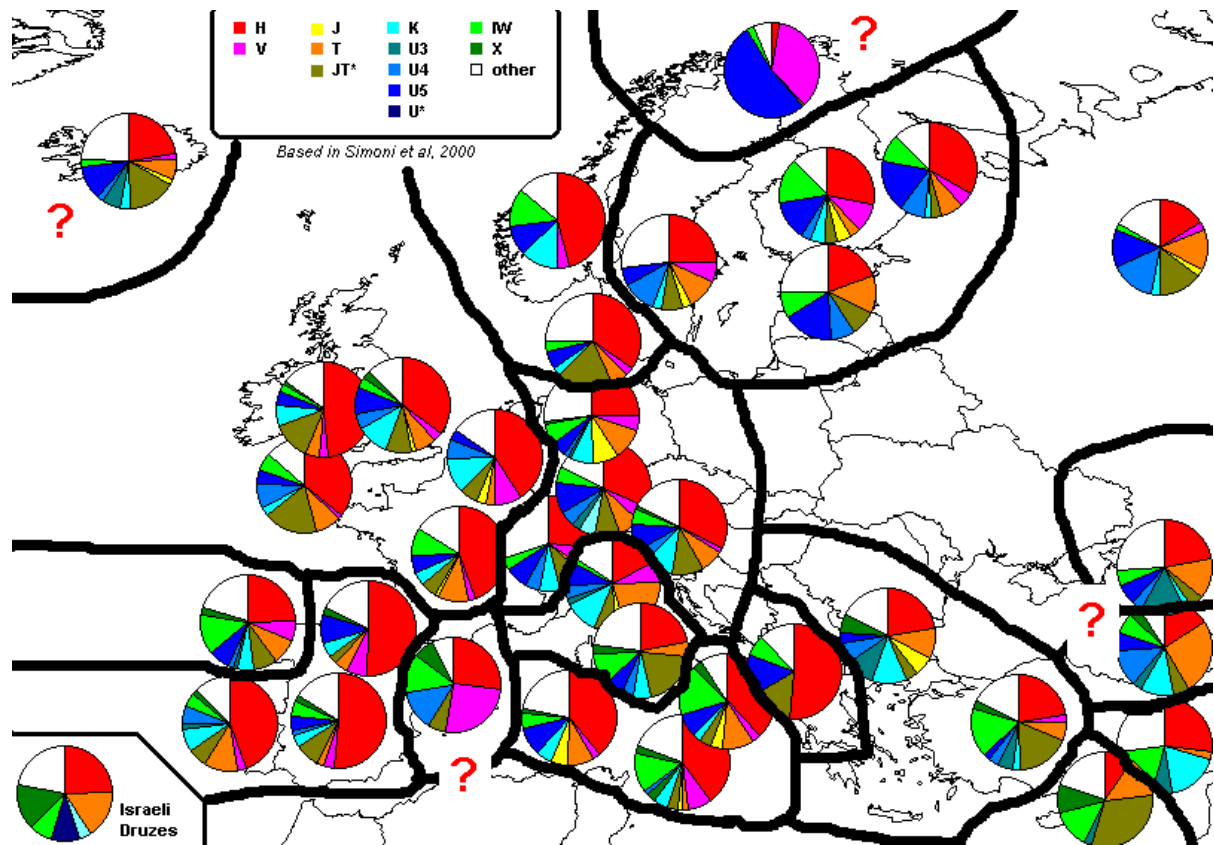 H J K IW
V T U3 X
JT* U4 other
U5
U*
Based in Simoni et al, 2000
?
?
?
?
Israeli
Druzes